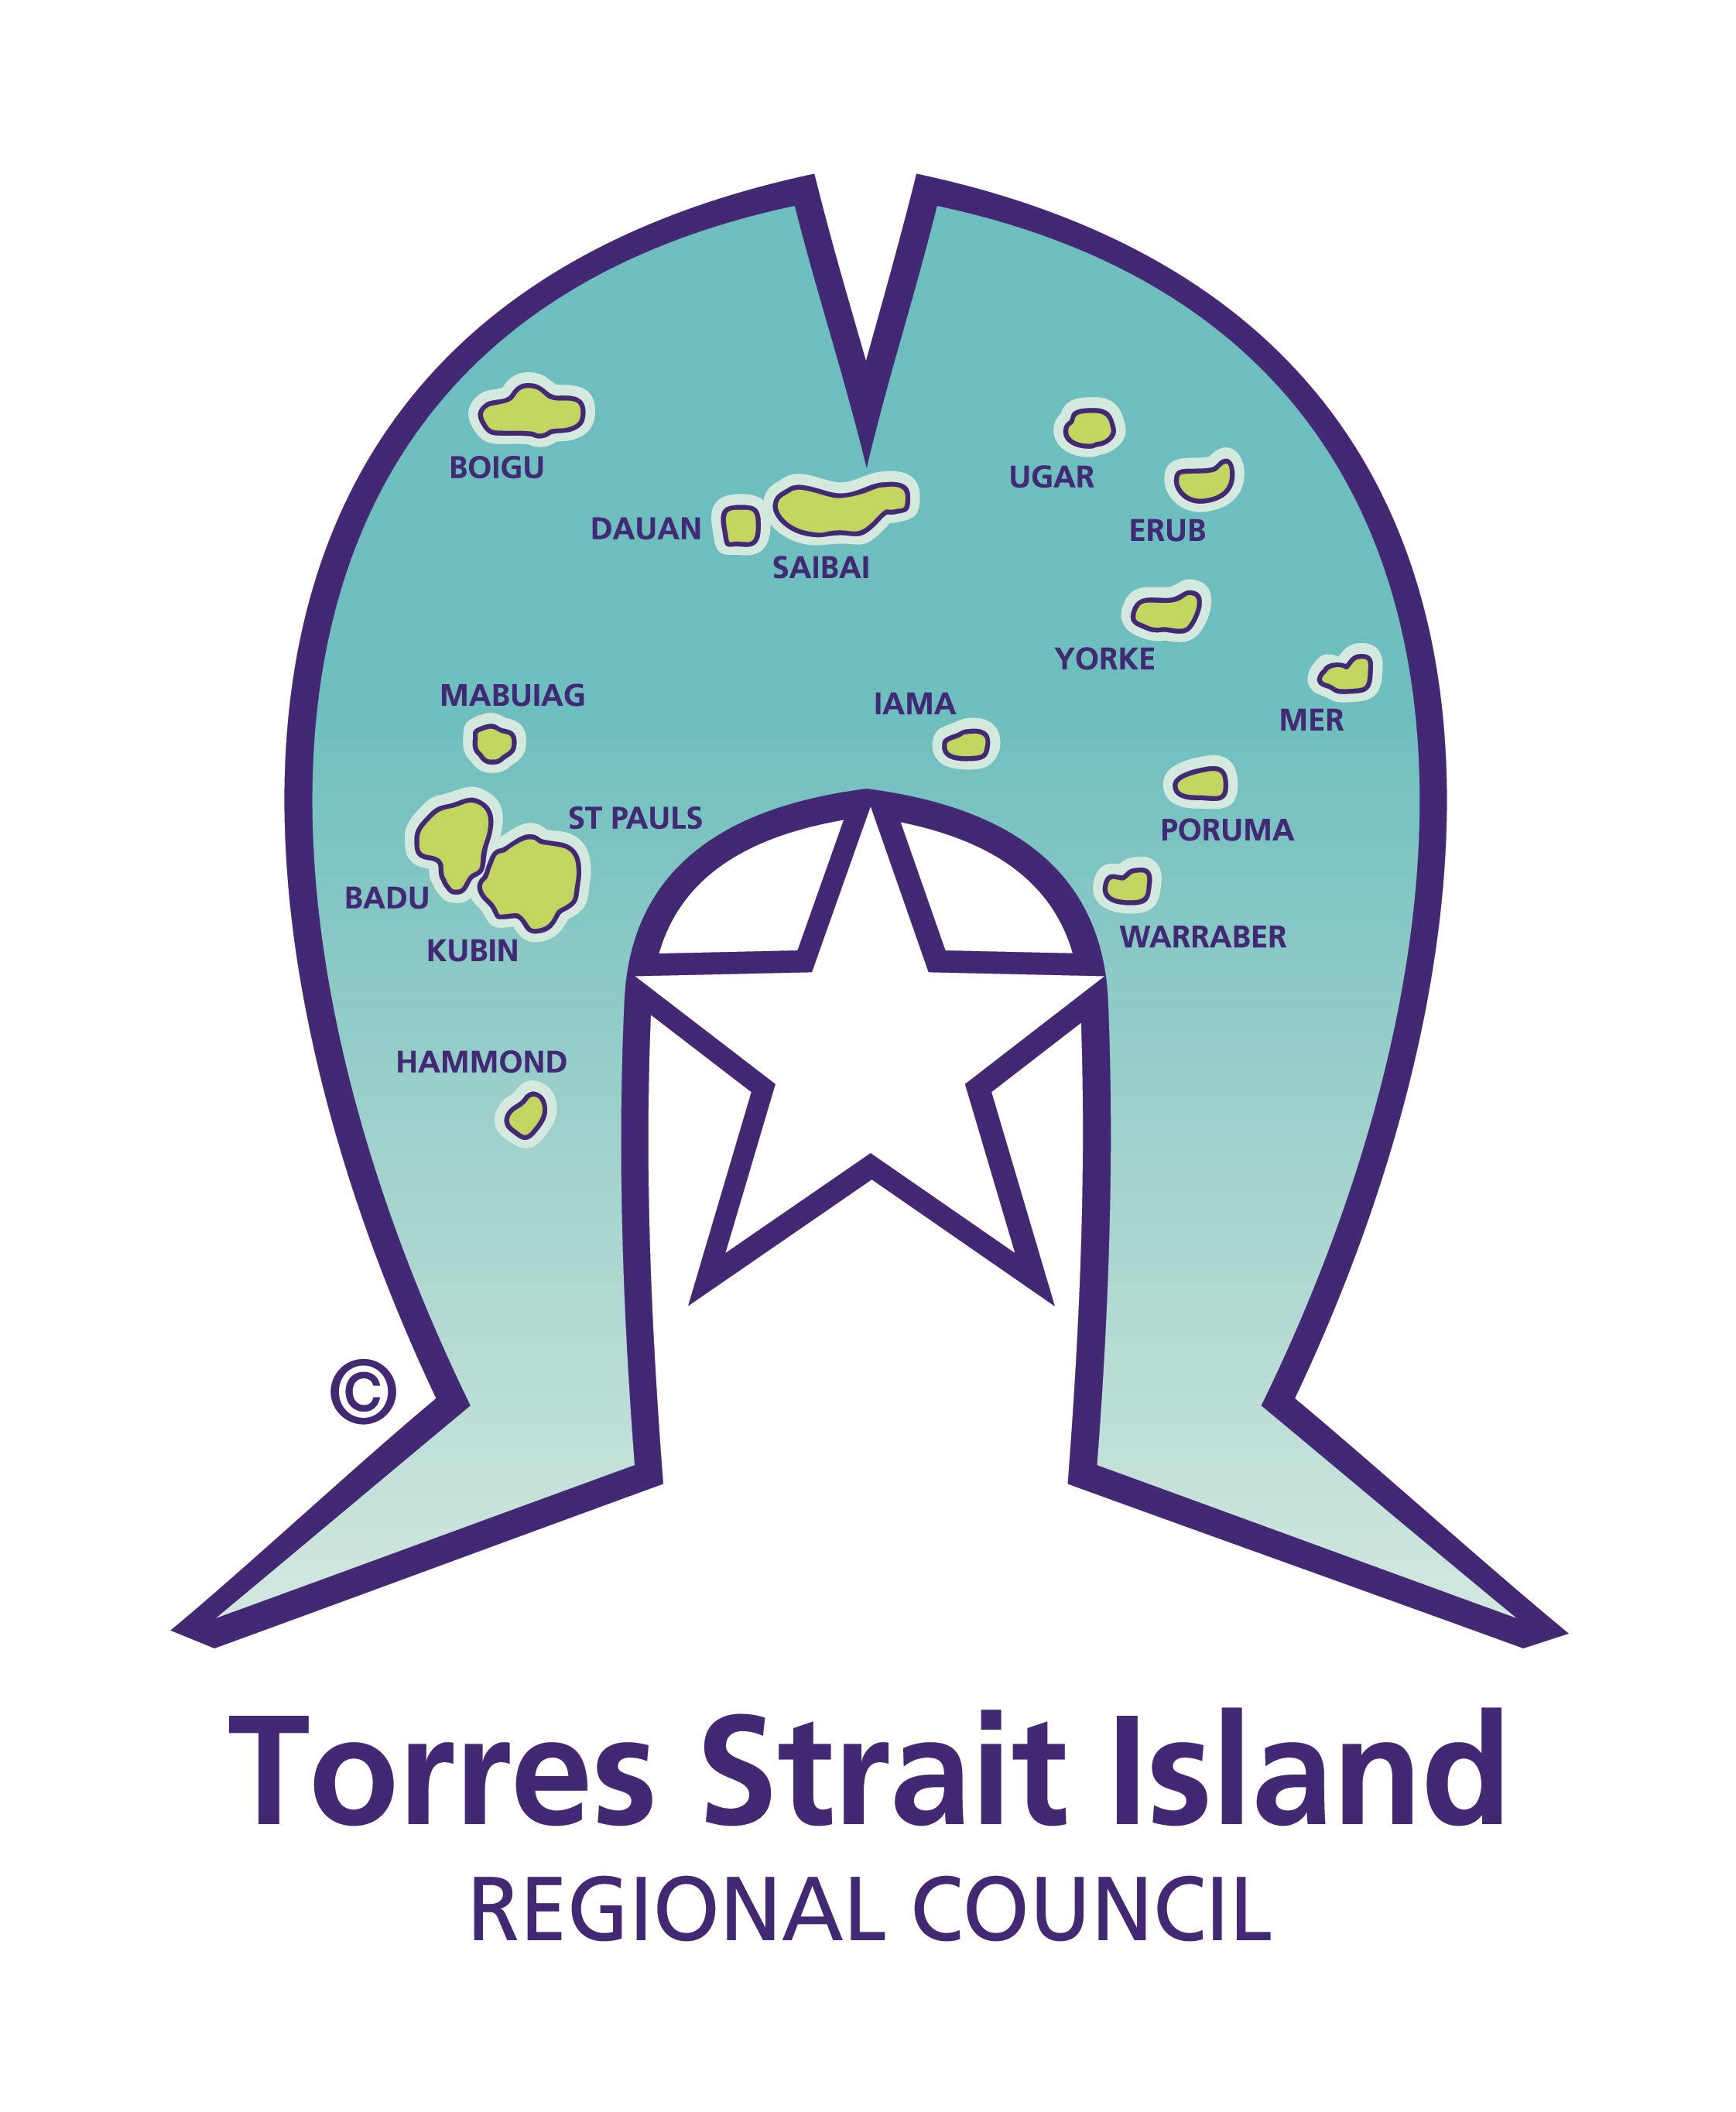 BOIGU
UGAR
DAUAN
ERUB
SAIBAI
YORKE
MABUIAG
IAMA
MER
ST PAULS
PORUMA
BADU
WARRABER
KUBIN
HAMMOND
©
Torres Strait Island
REGIONAL COUNCIL